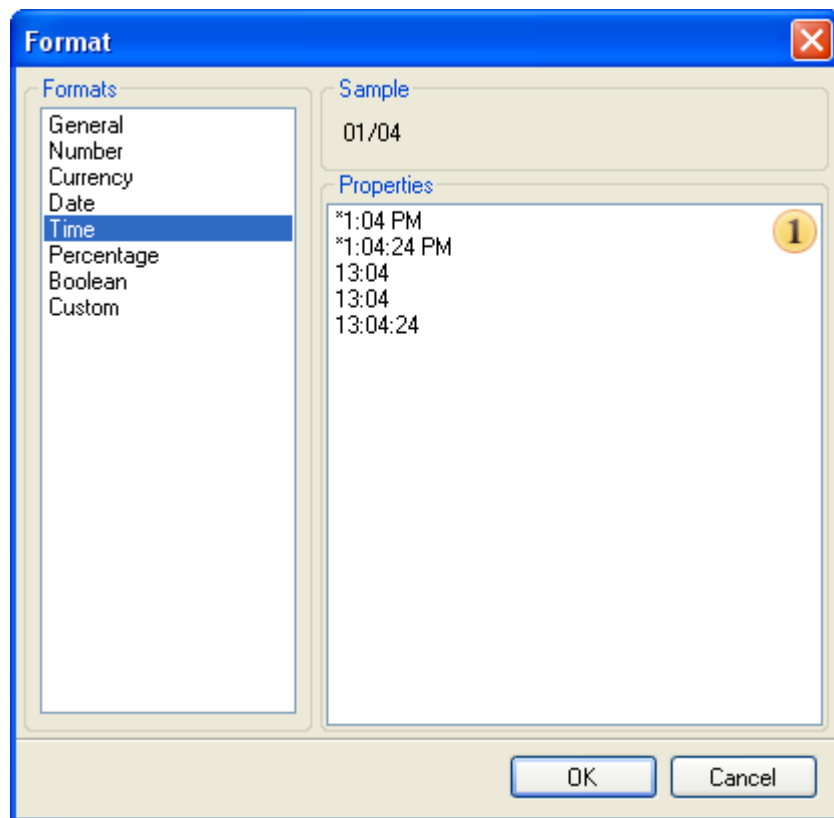 Format
Formats
General
Number
Currency
Date
Time
Percentage
Boolean
Custom
Sample
01/04
Properties
*1:04 PM
*1:04:24 PM
13:04
13:04
13:04:24
1
OK
Cancel